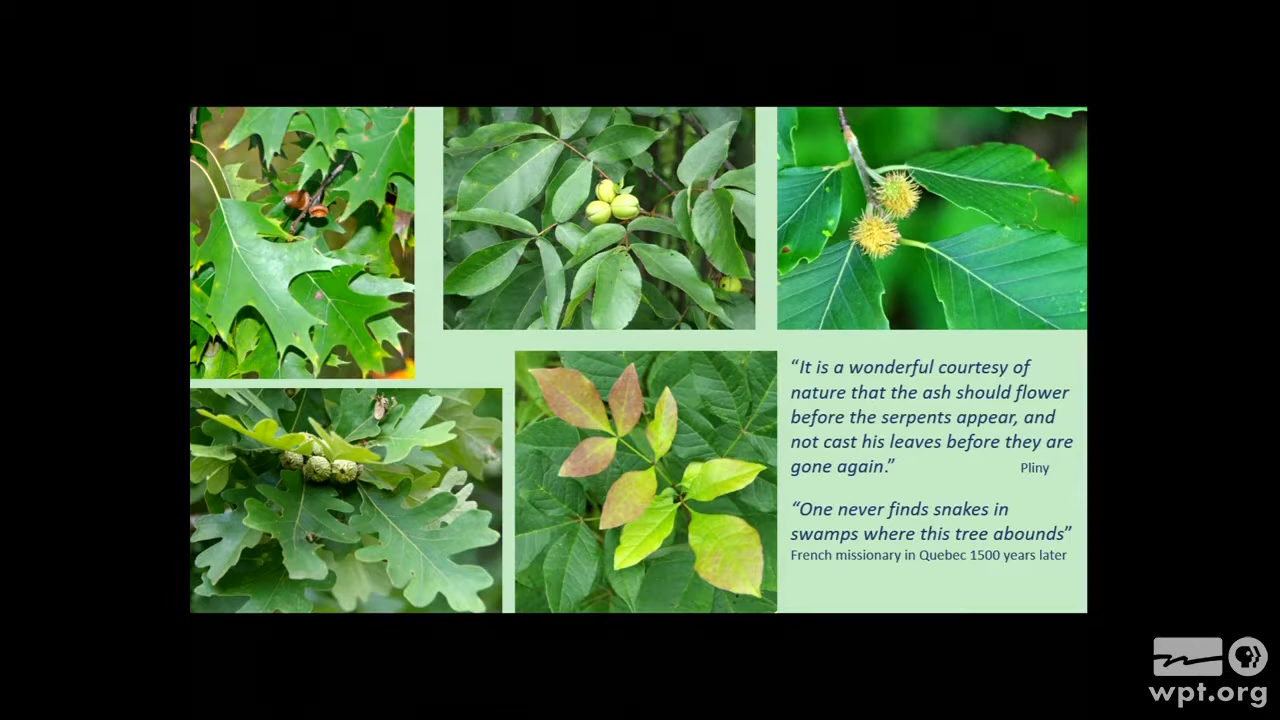 “It is a wonderful courtesy of
nature that the ash should flower
before the serpents appear, and
not cast his leaves before they are
gone again.” Pliny
“One never finds snakes in
swamps where this tree abounds”
French missionary in Quebec 1500 years later
wpt.org